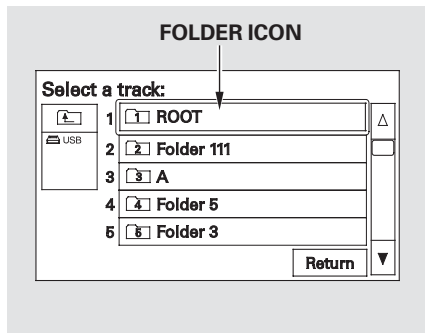 FOLDER ICON
Select a track:
USB
1 1 ROOT
2 2 Folder 111
3 3 A
4 4 Folder 5
5 6 Folder 3
Return